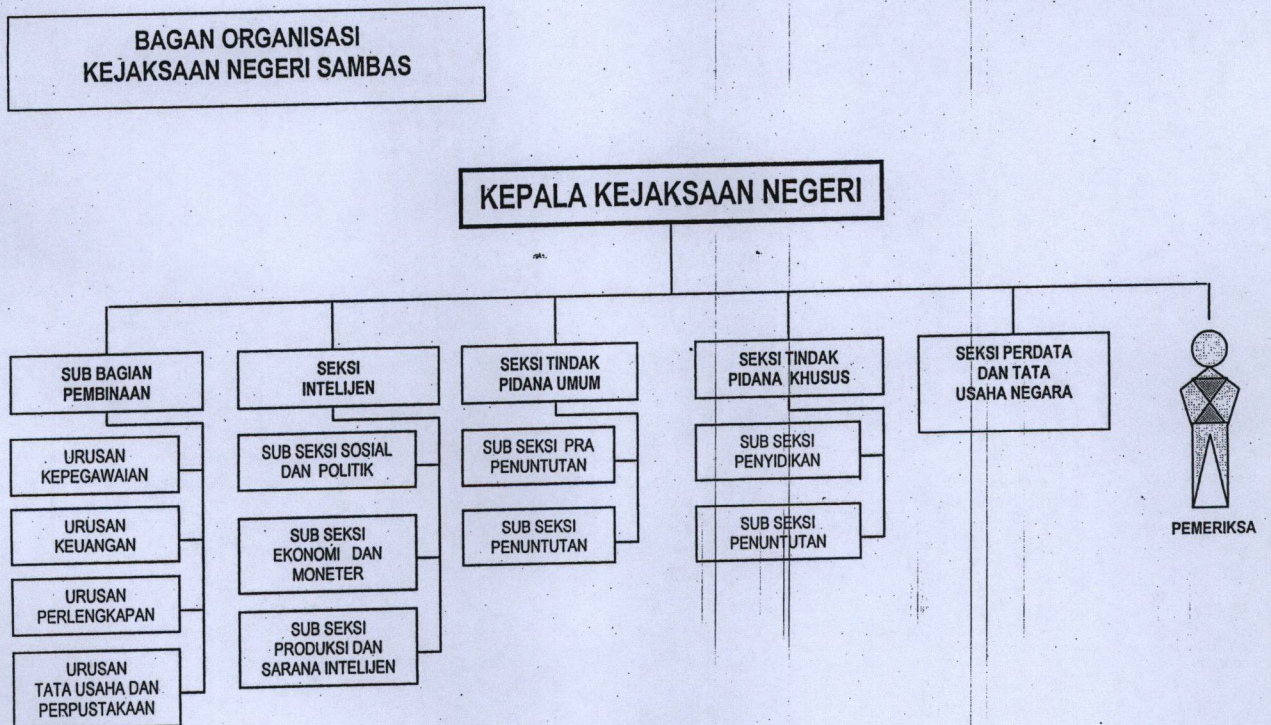 BAGAN ORGANISASI
KEJAKSAAN NEGERI SAMBAS
KEPALA KEJAKSAAN NEGERI
SUB BAGIAN
PEMBINAAN
URUSAN
KEPEGAWAIAN
URUSAN
KEUANGAN
URUSAN
PERLENGKAPAN
URUSAN
TATA USAHA DAN
PERPUSTAKAAN
SEKSI
INTELIJEN
SUB SEKSI SOSIAL
DAN POLITIK
SUB SEKSI
EKONOMI DAN
MONETER
SUB SEKSI
PRODUKSI DAN
SARANA INTELIJEN
SEKSI TINDAK
PIDANA UMUM
SUB SEKSI PRA
PENUNTUTAN
SUB SEKSI
PENUNTUTAN
SEKSI TINDAK
PIDANA KHUSUS
SUB SEKSI
PENYIDIKAN
SUB SEKSI
PENUNTUTAN
SEKSI PERDATA
DAN TATA
USAHA NEGARA
PEMERIKSA